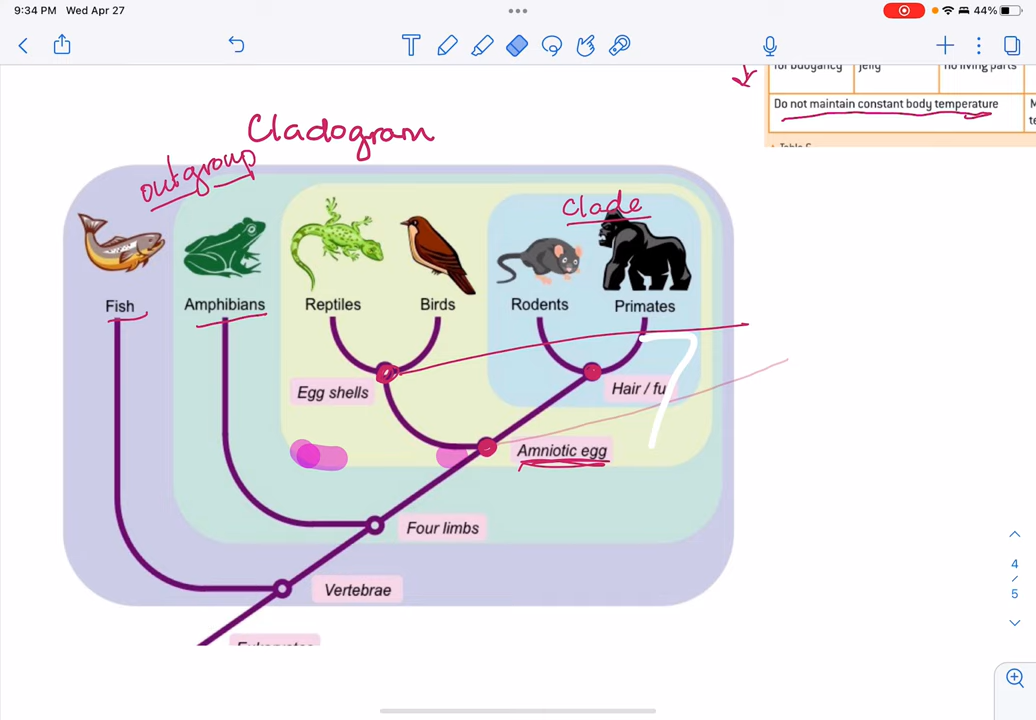 9:34 PM Wed Apr 27
44%
for buoyancy jelly no living parts
Do not maintain constant body temperature
Cladogram
outgroup
Clade
Fish Amphibians Reptiles Birds Rodents Primates
Egg shells
Hair / fu
7
Amniotic egg
Four limbs
Vertebrae
4
/
5